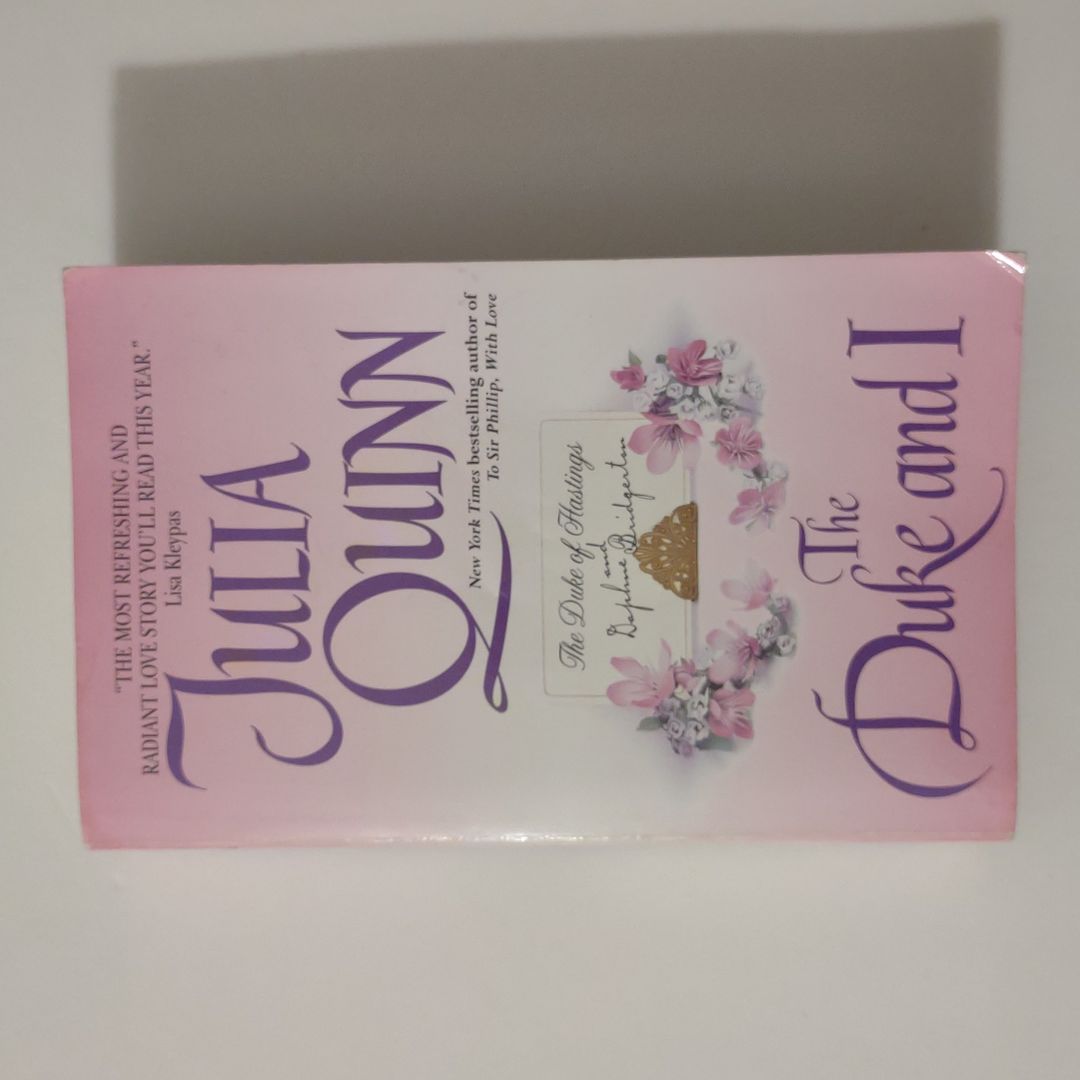 “THE MOST REFRESHING AND
RADIANT LOVE STORY YOU’LL READ THIS YEAR.”
Lisa Kleypas
JULIA
QUINN
New York Times bestselling author of
To Sir Phillip, With Love
The Duke of Hastings
and
Daphne Bridgerton
The
Duke and I